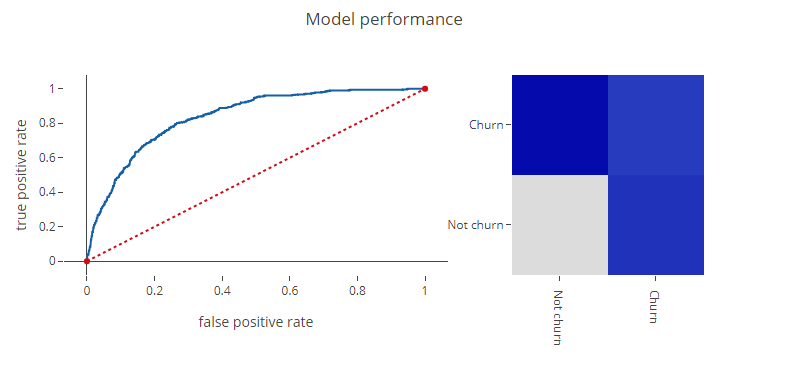 Model performance
true positive rate
1
0.8
0.6
0.4
0.2
0
0 0.2 0.4 0.6 0.8 1
false positive rate
Churn
Not churn
Not churn
Churn